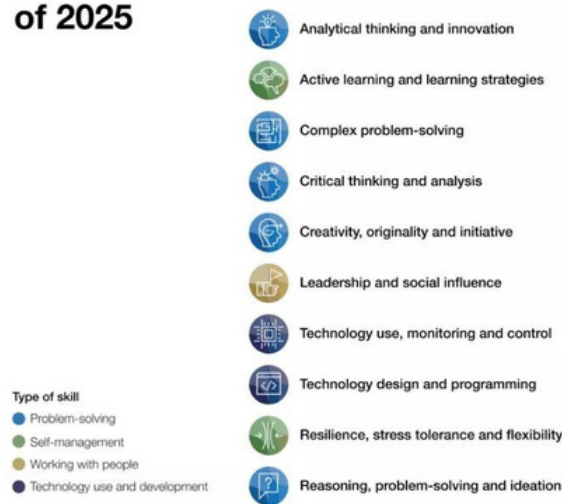 of 2025
Analytical thinking and innovation
Active learning and learning strategies
Complex problem-solving
Critical thinking and analysis
Creativity, originality and initiative
Leadership and social influence
Technology use, monitoring and control
Technology design and programming
Resilience, stress tolerance and flexibility
Reasoning, problem-solving and ideation
Type of skill
Problem-solving
Self-management
Working with people
Technology use and development